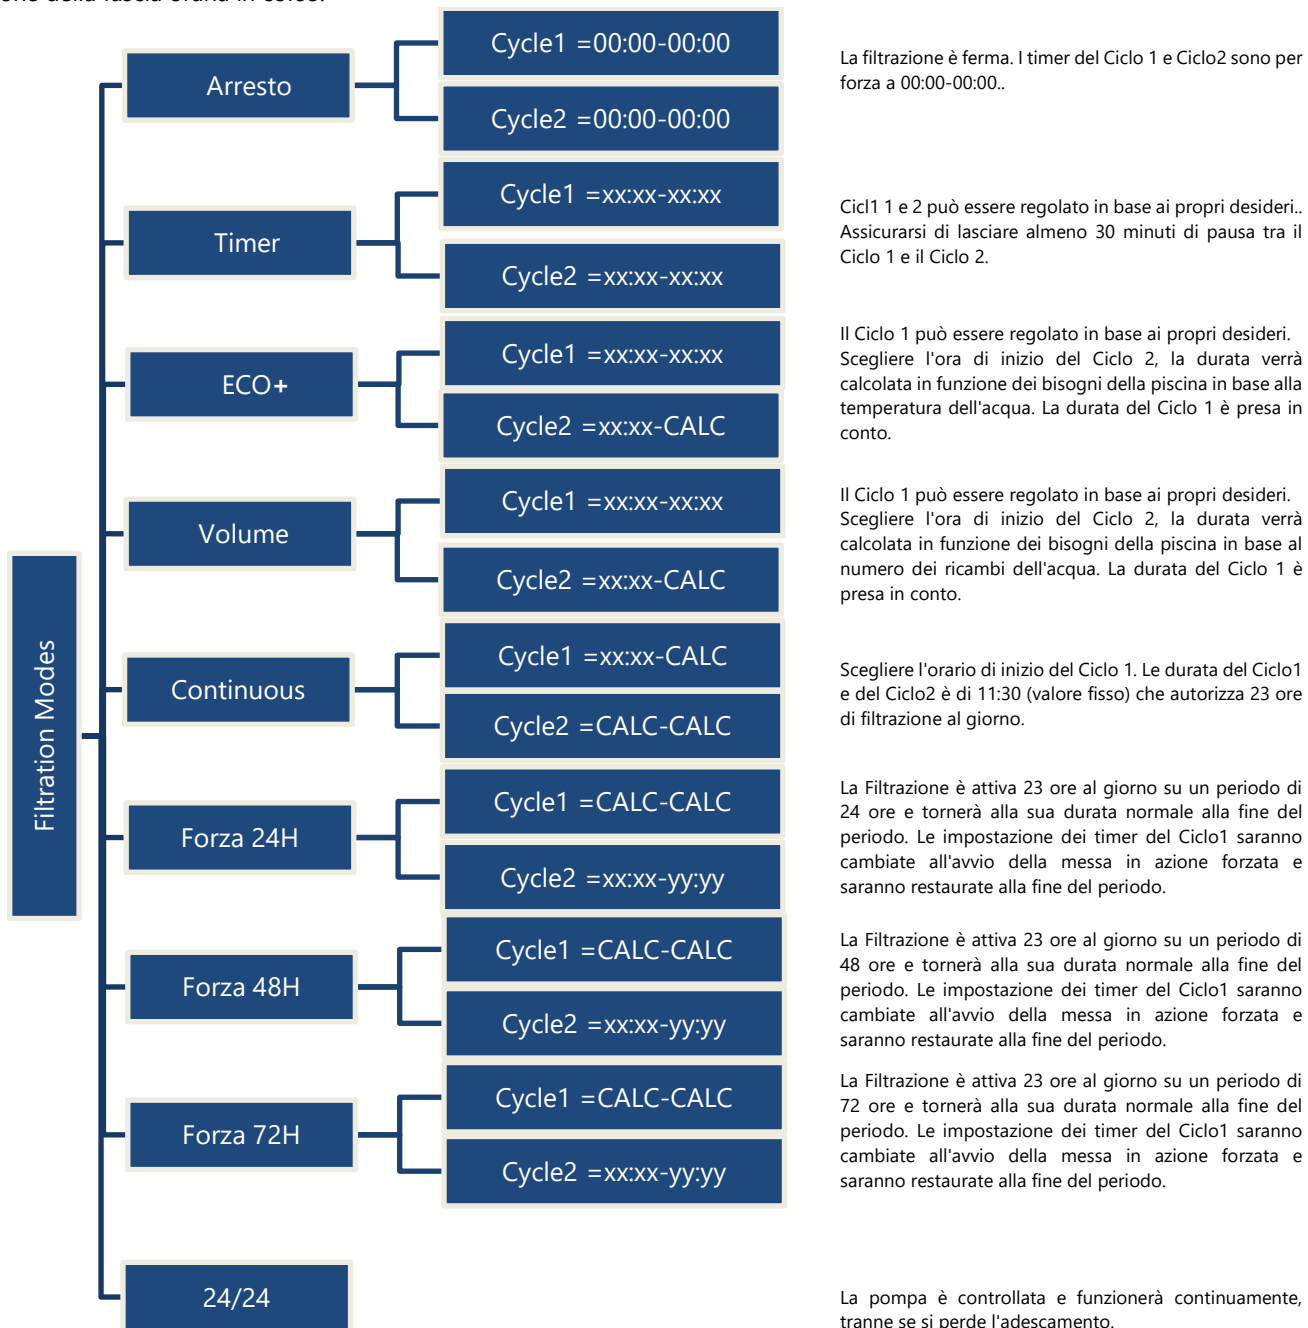 Arresto
Cycle1 =00:00-00:00
Cycle2 =00:00-00:00
La filtrazione è ferma. I timer del Ciclo 1 e Ciclo2 sono per
forza a 00:00-00:00..
Timer
Cycle1 =xx:xx-xx:xx
Cycle2 =xx:xx-xx:xx
Cicl1 1 e 2 può essere regolato in base ai propri desideri..
Assicurarsi di lasciare almeno 30 minuti di pausa tra il
Ciclo 1 e il Ciclo 2.
ECO+
Cycle1 =xx:xx-xx:xx
Cycle2 =xx:xx-CALC
Il Ciclo 1 può essere regolato in base ai propri desideri.
Scegliere l'ora di inizio del Ciclo 2, la durata verrà
calcolata in funzione dei bisogni della piscina in base alla
temperatura dell'acqua. La durata del Ciclo 1 è presa in
conto.
Volume
Cycle1 =xx:xx-xx:xx
Cycle2 =xx:xx-CALC
Il Ciclo 1 può essere regolato in base ai propri desideri.
Scegliere l'ora di inizio del Ciclo 2, la durata verrà
calcolata in funzione dei bisogni della piscina in base al
numero dei ricambi dell'acqua. La durata del Ciclo 1 è
presa in conto.
Filtration Modes
Continuous
Cycle1 =xx:xx-CALC
Cycle2 =CALC-CALC
Scegliere l'orario di inizio del Ciclo 1. Le durata del Ciclo1
e del Ciclo2 è di 11:30 (valore fisso) che autorizza 23 ore
di filtrazione al giorno.
Forza 24H
Cycle1 =CALC-CALC
Cycle2 =xx:xx-yy:yy
La Filtrazione è attiva 23 ore al giorno su un periodo di
24 ore e tornerà alla sua durata normale alla fine del
periodo. Le impostazione dei timer del Ciclo1 saranno
cambiate all'avvio della messa in azione forzata e
saranno restaurate alla fine del periodo.
Forza 48H
Cycle1 =CALC-CALC
Cycle2 =xx:xx-yy:yy
La Filtrazione è attiva 23 ore al giorno su un periodo di
48 ore e tornerà alla sua durata normale alla fine del
periodo. Le impostazione dei timer del Ciclo1 saranno
cambiate all'avvio della messa in azione forzata e
saranno restaurate alla fine del periodo.
Forza 72H
Cycle1 =CALC-CALC
Cycle2 =xx:xx-yy:yy
La Filtrazione è attiva 23 ore al giorno su un periodo di
72 ore e tornerà alla sua durata normale alla fine del
periodo. Le impostazione dei timer del Ciclo1 saranno
cambiate all'avvio della messa in azione forzata e
saranno restaurate alla fine del periodo.
24/24
La pompa è controllata e funzionerà continuamente,
tranne se si perde l'adescamento.